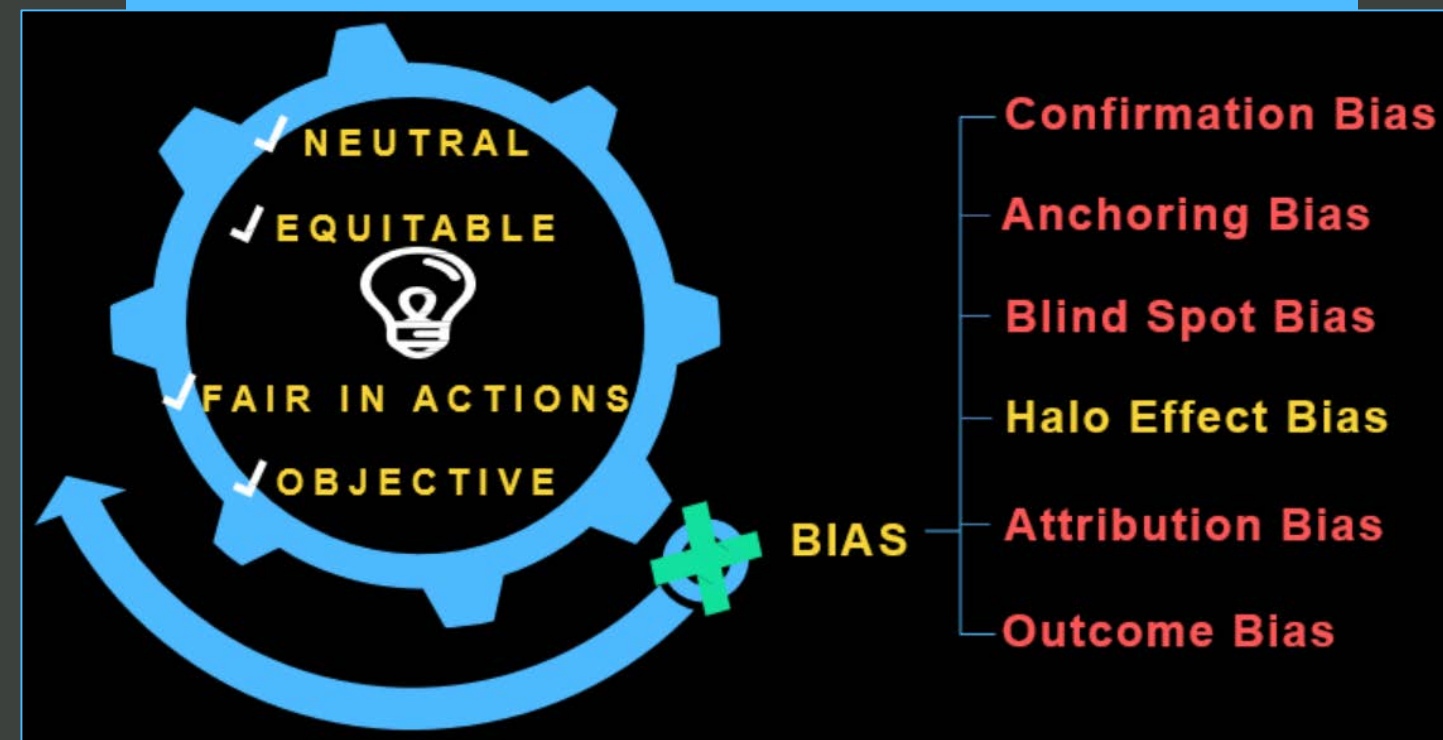 NEUTRAL
EQUITABLE
FAIR IN ACTIONS
OBJECTIVE
BIAS
Confirmation Bias
Anchoring Bias
Blind Spot Bias
Halo Effect Bias
Attribution Bias
Outcome Bias